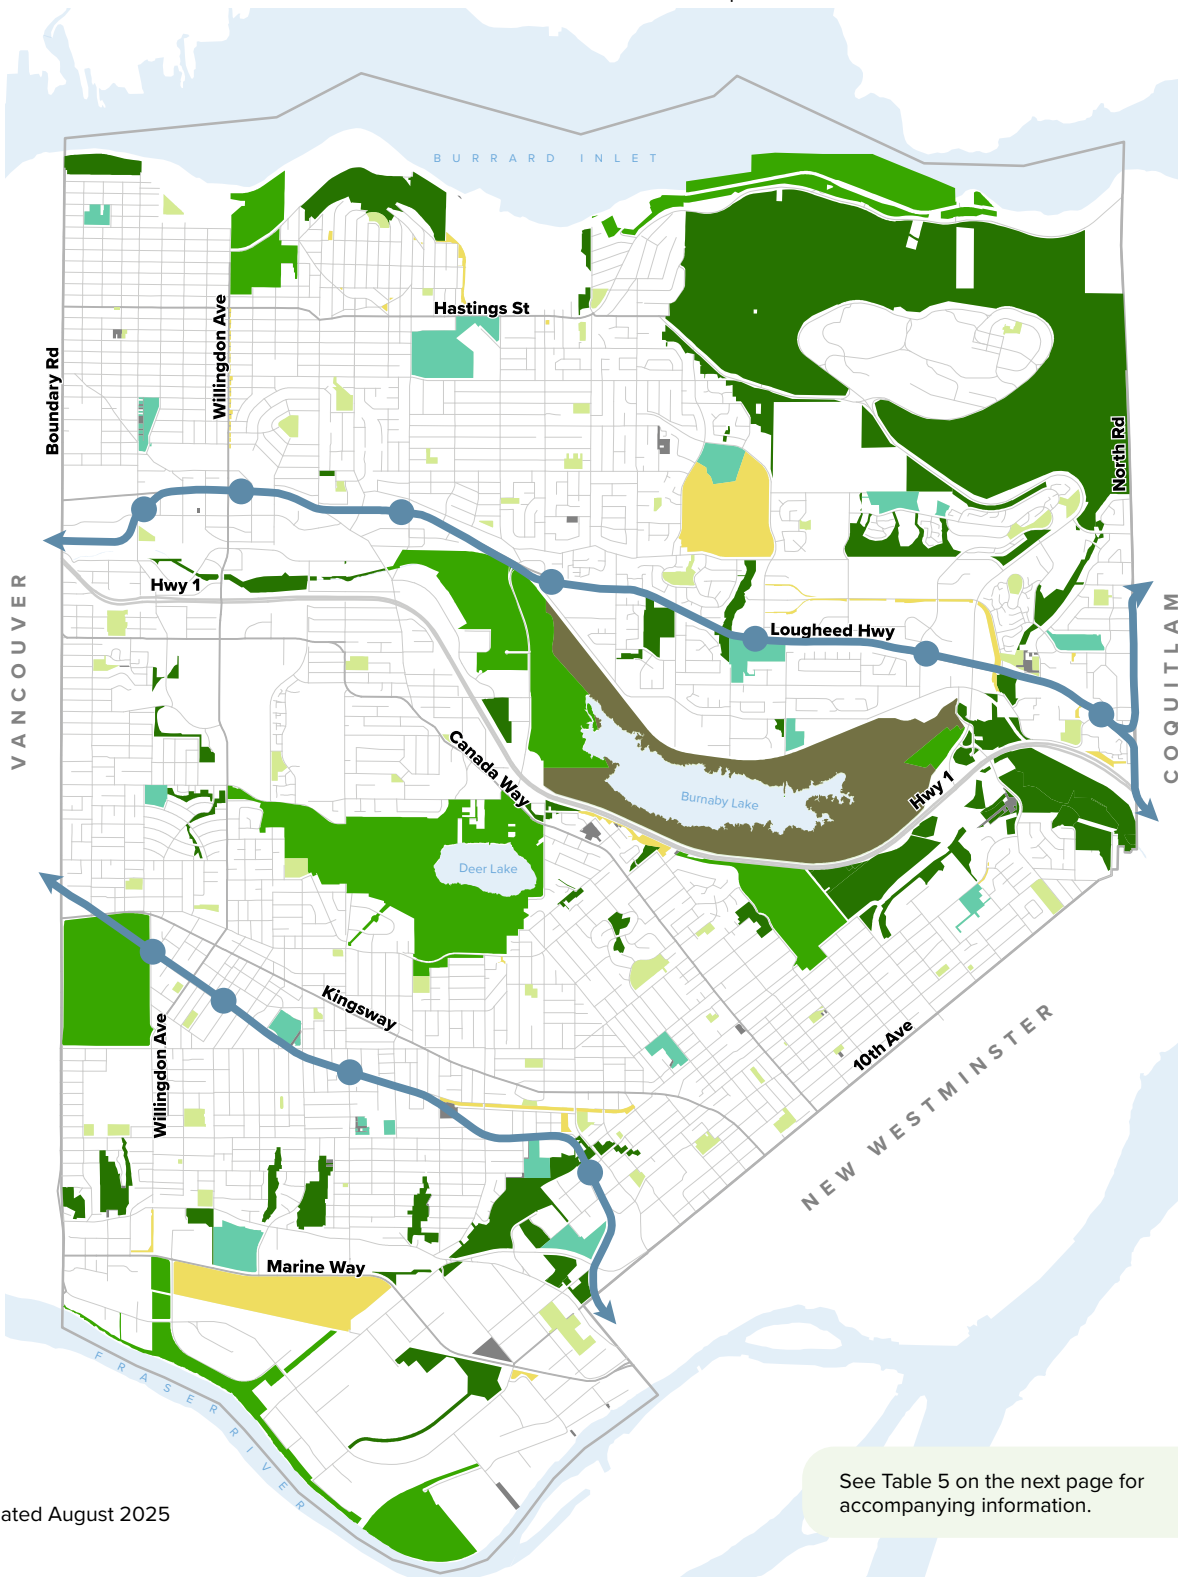 BURRARD INLET
Hastings St
Willingdon Ave
Boundary Rd
North Rd
Hwy 1
VANCOUVER
COQUITLAM
Lougheed Hwy
Canada Way
Burnaby Lake
Hwy 1
Deer Lake
Kingsway
Willingdon Ave
10th Ave
NEW WESTMINSTER
Marine Way
FRASER RIVER
See Table 5 on the next page for
accompanying information.
ated August 2025